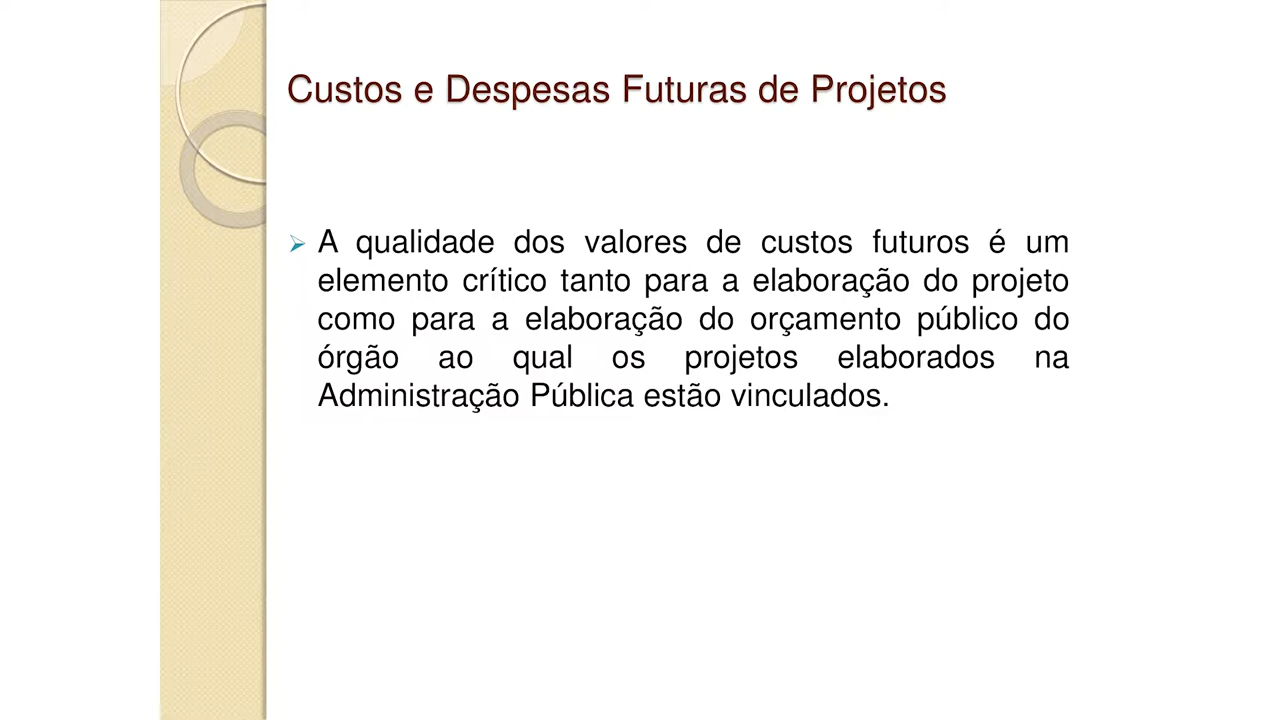 Custos e Despesas Futuras de Projetos
A qualidade dos valores de custos futuros é um
elemento crítico tanto para a elaboração do projeto
como para a elaboração do orçamento público do
órgão ao qual os projetos elaborados na
Administração Pública estão vinculados.